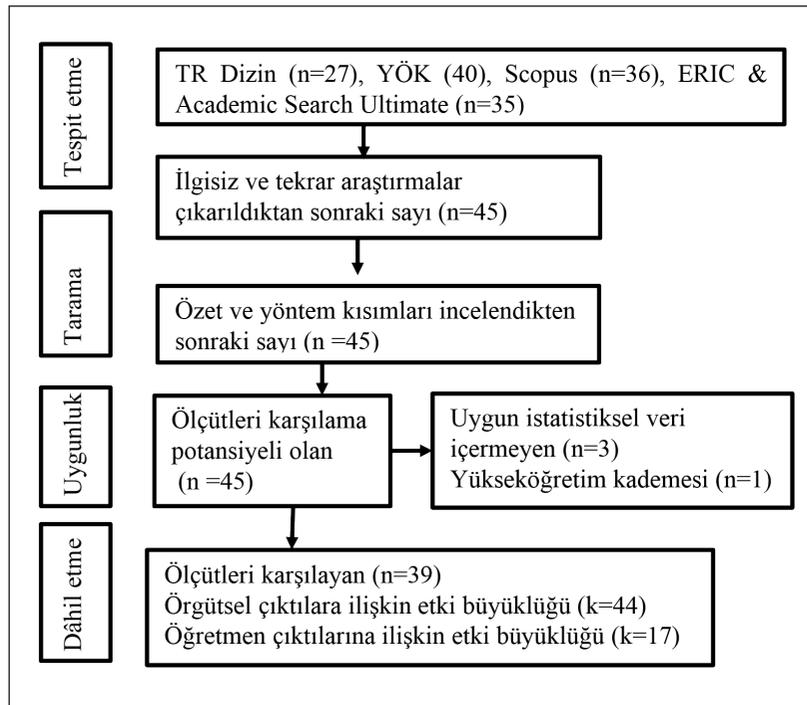 Tespit etme
TR Dizin (n=27), YÖK (40), Scopus (n=36), ERIC &
Academic Search Ultimate (n=35)
İlgisiz ve tekrar araştırmalar
çıkarıldıktan sonraki sayı (n=45)
Tarama
Özet ve yöntem kısımları incelendikten
sonraki sayı (n =45)
Uygunluk
Ölçütleri karşılama
potansiyeli olan
(n =45)
Uygun istatistiksel veri
içermeyen (n=3)
Yükseköğretim kademesi (n=1)
Dâhil etme
Ölçütleri karşılayan (n=39)
Örgütsel çıktılara ilişkin etki büyüklüğü (k=44)
Öğretmen çıktılarına ilişkin etki büyüklüğü (k=17)